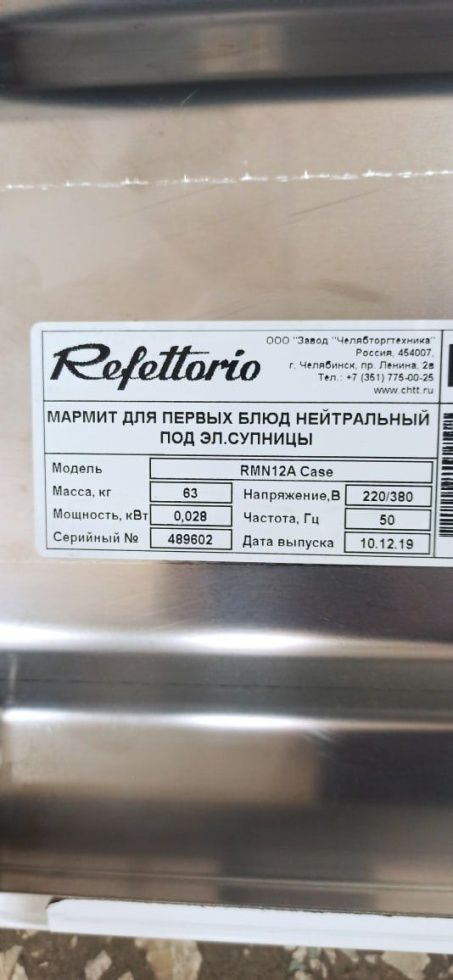 Refettorio
ООО "Завод "Челябторгтехника"
Россия, 454007,
г. Челябинск, пр. Ленина, 2в
Тел.: +7 (351) 775-00-25
www.chtt.ru
МАРМИТ ДЛЯ ПЕРВЫХ БЛЮД НЕЙТРАЛЬНЫЙ
ПОД ЭЛ.СУПНИЦЫ
Модель RMN12A Case
Масса, кг 63 Напряжение,В 220/380
Мощность, кВт 0,028 Частота, Гц 50
Серийный № 489602 Дата выпуска 10.12.19